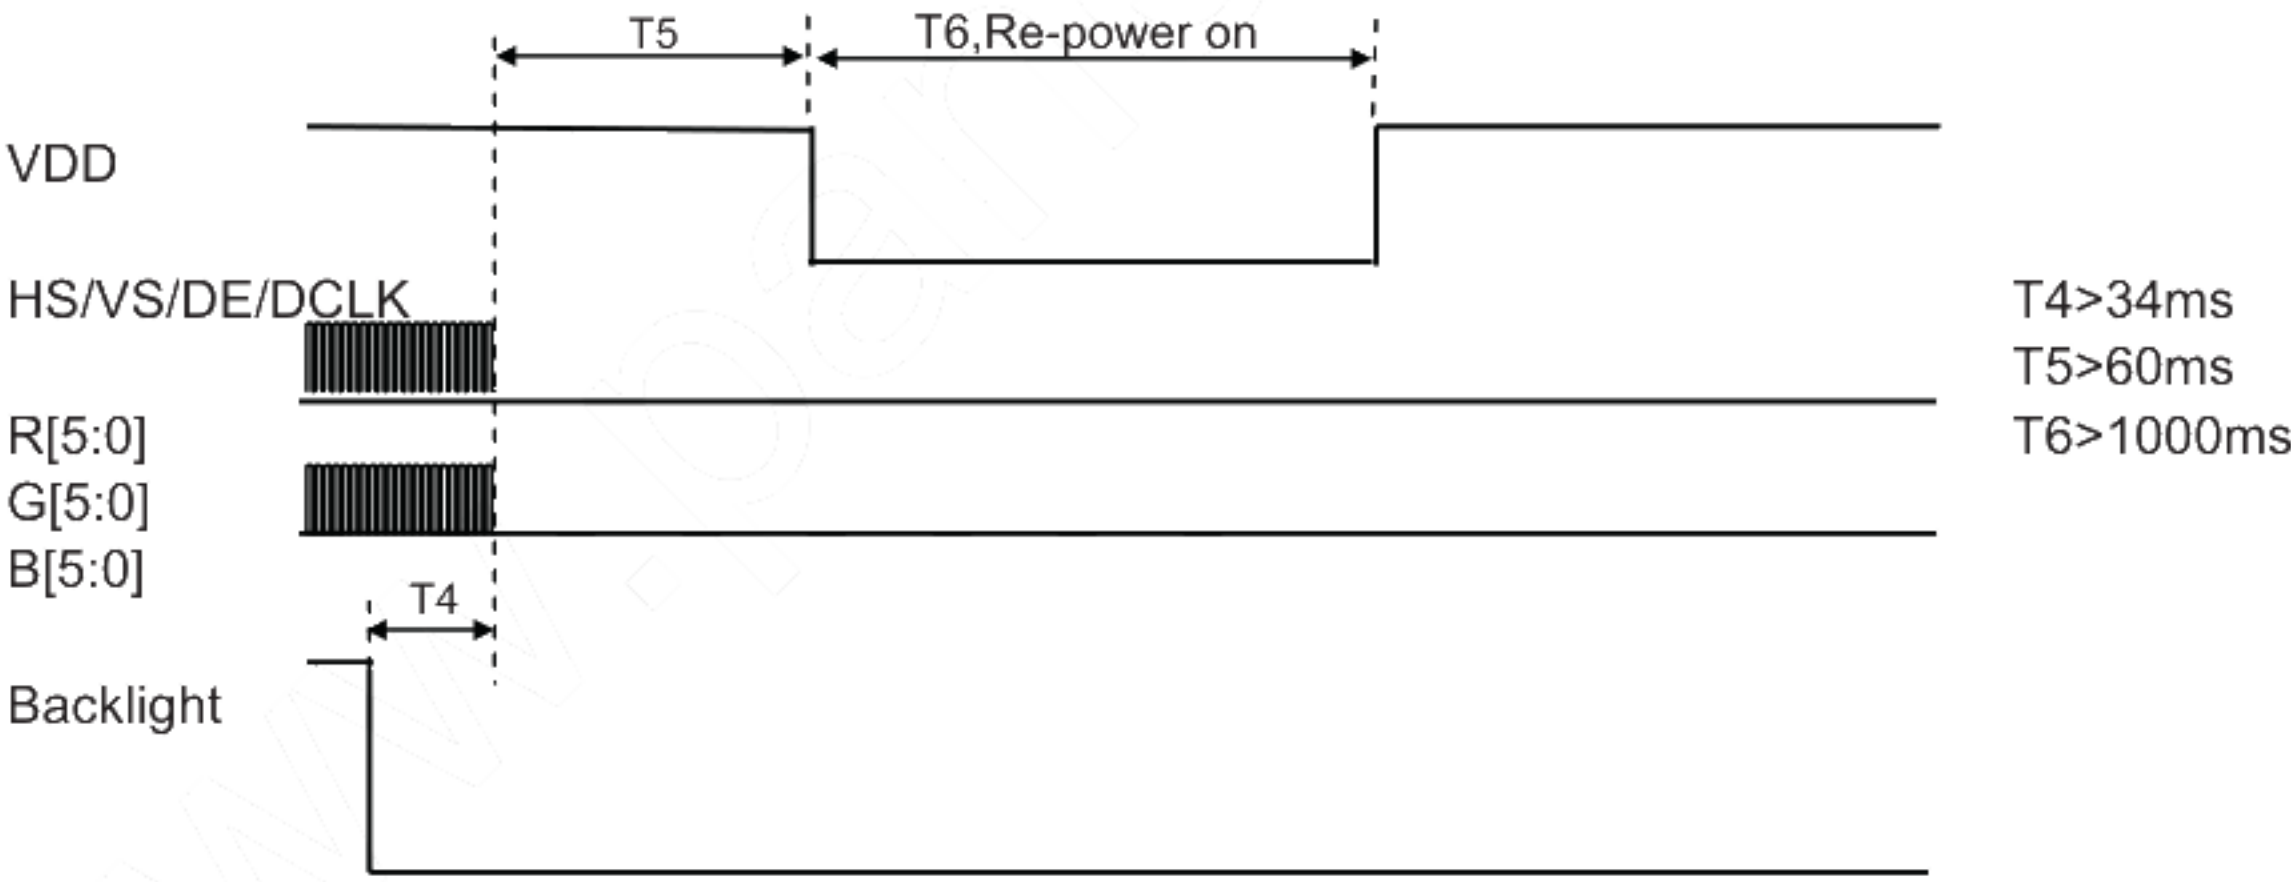 T5
T6,Re-power on
VDD
HS/VS/DE/DCLK
T4>34ms
T5>60ms
R[5:0]
T6>1000ms
G[5:0]
B[5:0]
T4
Backlight